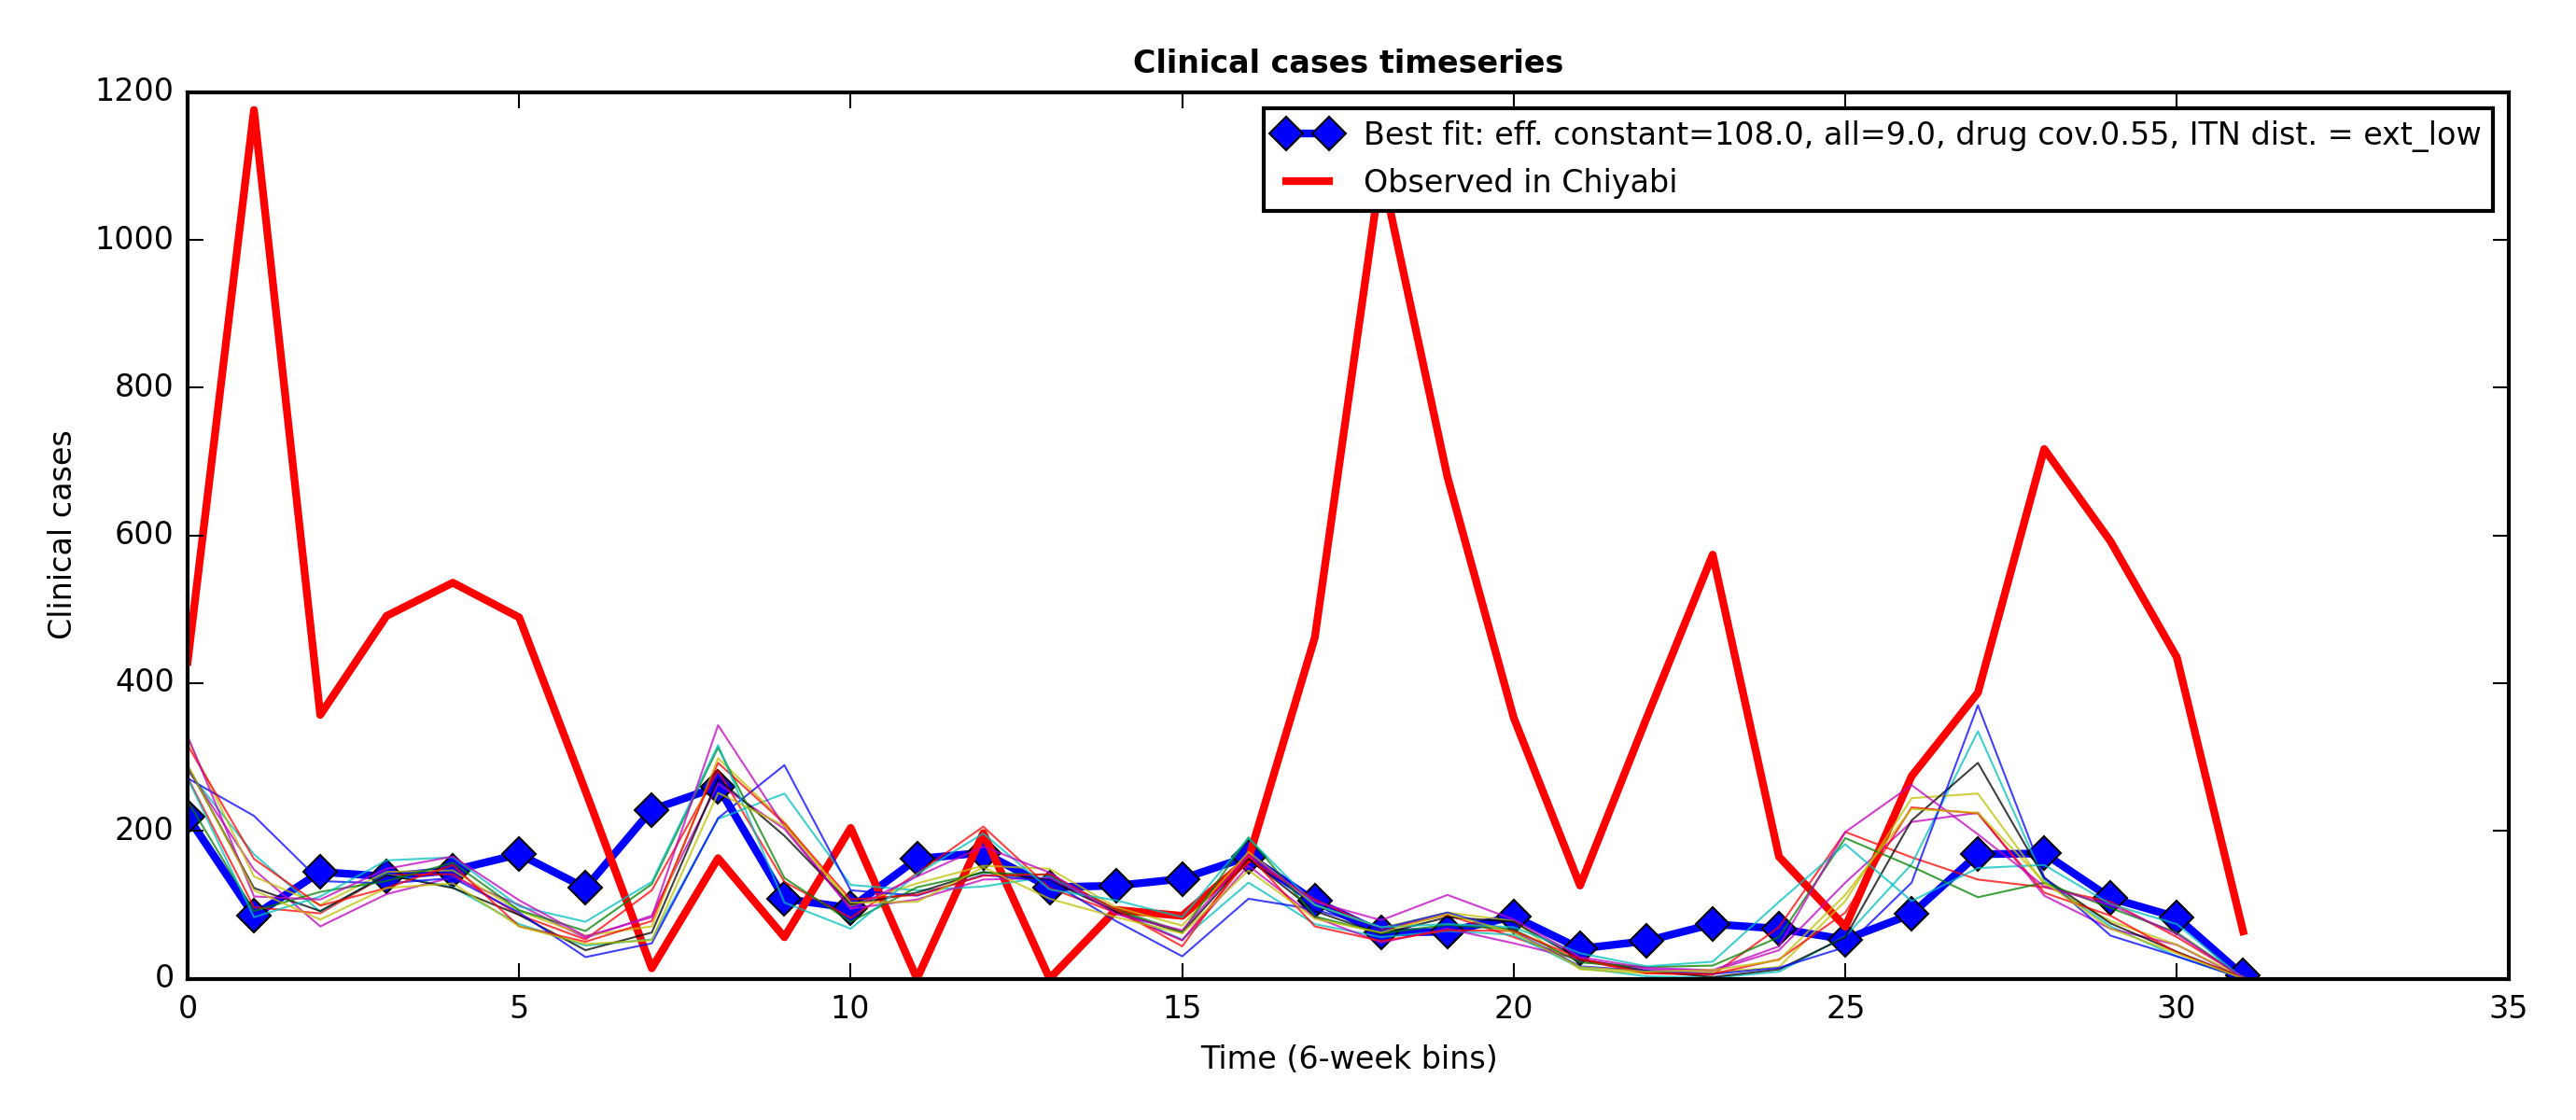 Clinical cases timeseries
1200
1000
800
600
400
200
0
Clinical cases
Best fit: eff. constant=108.0, all=9.0, drug cov.0.55, ITN dist. = ext_low
Observed in Chiyabi
0 5 10 15 20 25 30 35
Time (6-week bins)